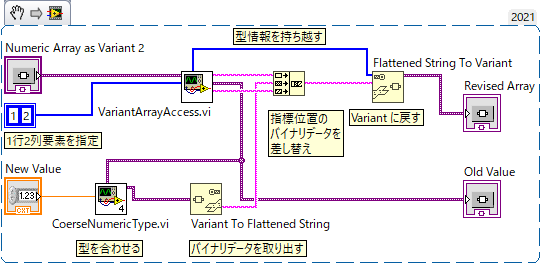 2021
型情報を持ち越す
Numeric Array as Variant 2
Flattened String To Variant
Revised Array
VariantArrayAccess.vi
1 2
1行2列要素を指定
指標位置の
バイナリデータを
差し替え
Variant に戻す
New Value
Old Value
1.23
EXT
4
CoerseNumericType.vi
Variant To Flattened String
型を合わせる
バイナリデータを取り出す